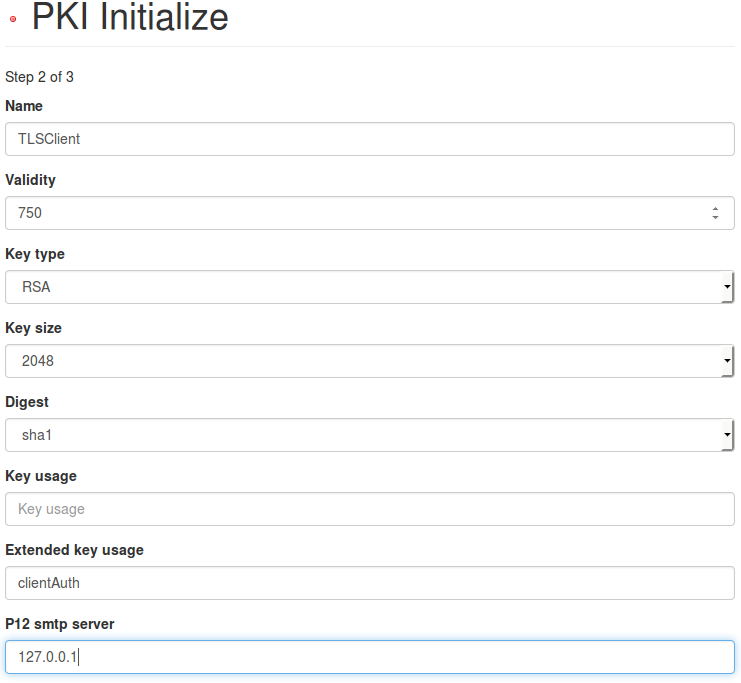 PKI Initialize
Step 2 of 3
Name
TLSClient
Validity
750
Key type
RSA
Key size
2048
Digest
sha1
Key usage
Key usage
Extended key usage
clientAuth
P12 smtp server
127.0.0.1